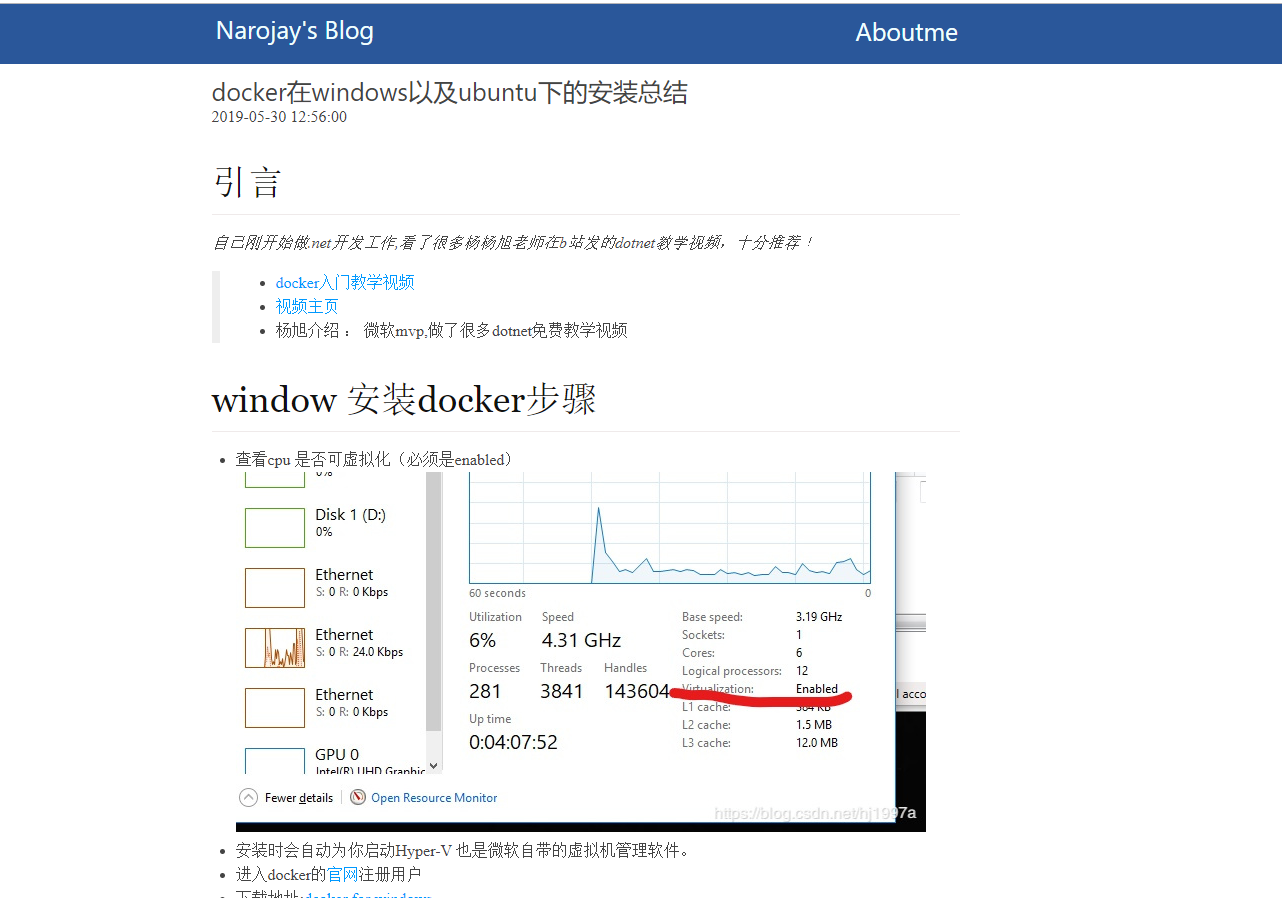 Narojay's Blog
Aboutme
docker在windows以及ubuntu下的安装总结
2019-05-30 12:56:00
引言
自己刚开始做.net开发工作,看了很多杨杨旭老师在b站发的dotnet教学视频，十分推荐！
docker入门教学视频
视频主页
杨旭介绍： 微软mvp,做了很多dotnet免费教学视频
window 安装docker步骤
查看cpu 是否可虚拟化（必须是enabled）
0%
Disk 1 (D:)
0%
Ethernet
S: 0 R: 0 Kbps
Ethernet
S: 0 R: 24.0 Kbps
Ethernet
S: 0 R: 0 Kbps
GPU 0
Intel(R) UHD Graphic
60 seconds
0
Utilization
Speed
6%
4.31 GHz
Processes
Threads
Handles
281
3841
143604
Up time
0:04:07:52
Base speed:
3.19 GHz
Sockets:
1
Cores:
6
Logical processors:
12
Virtualization:
Enabled
L1 cache:
384 KB
L2 cache:
1.5 MB
L3 cache:
12.0 MB
l acco
Fewer details
Open Resource Monitor
https://blog.csdn.net/hj1997a
安装时会自动为你启动Hyper-V 也是微软自带的虚拟机管理软件。
进入docker的官网注册用户
下载地址:docker for windows